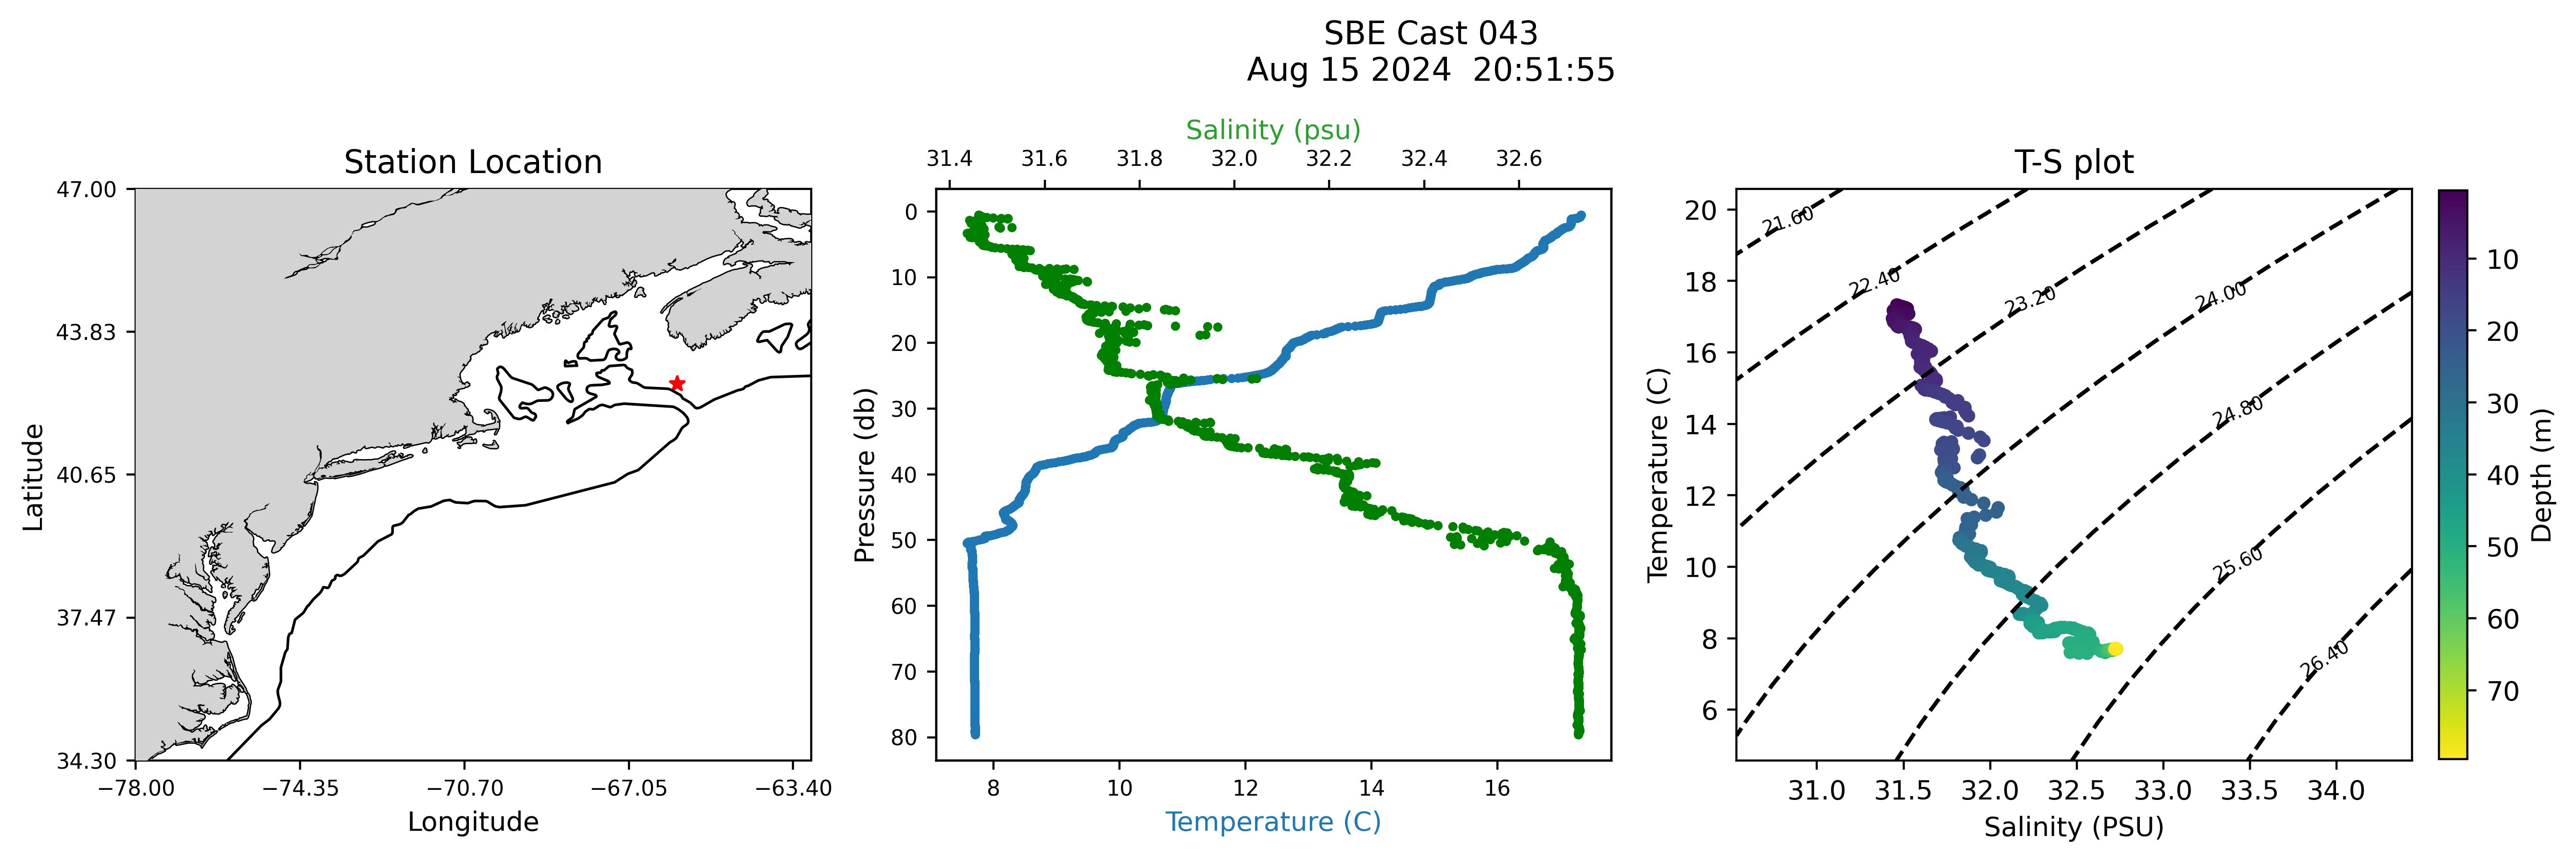 SBE Cast 043
Aug 15 2024  20:51:55
Station Location
47.00
43.83
40.65
37.47
34.30
Latitude
−78.00 −74.35 −70.70 −67.05 −63.40
Longitude
Salinity (psu)
31.4 31.6 31.8 32.0 32.2 32.4 32.6
0
10
20
30
40
50
60
70
80
Pressure (db)
8 10 12 14 16
Temperature (C)
T-S plot
20
18
16
14
12
10
8
6
Temperature (C)
21.60
22.40
23.20
24.00
24.80
25.60
26.40
31.0 31.5 32.0 32.5 33.0 33.5 34.0
Salinity (PSU)
10
20
30
40
50
60
70
Depth (m)